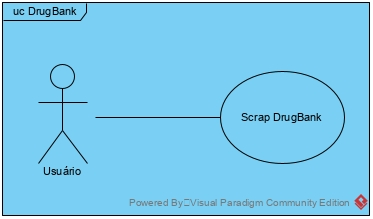 uc DrugBank
Scrap DrugBank
Usuário
Powered By Visual Paradigm Community Edition